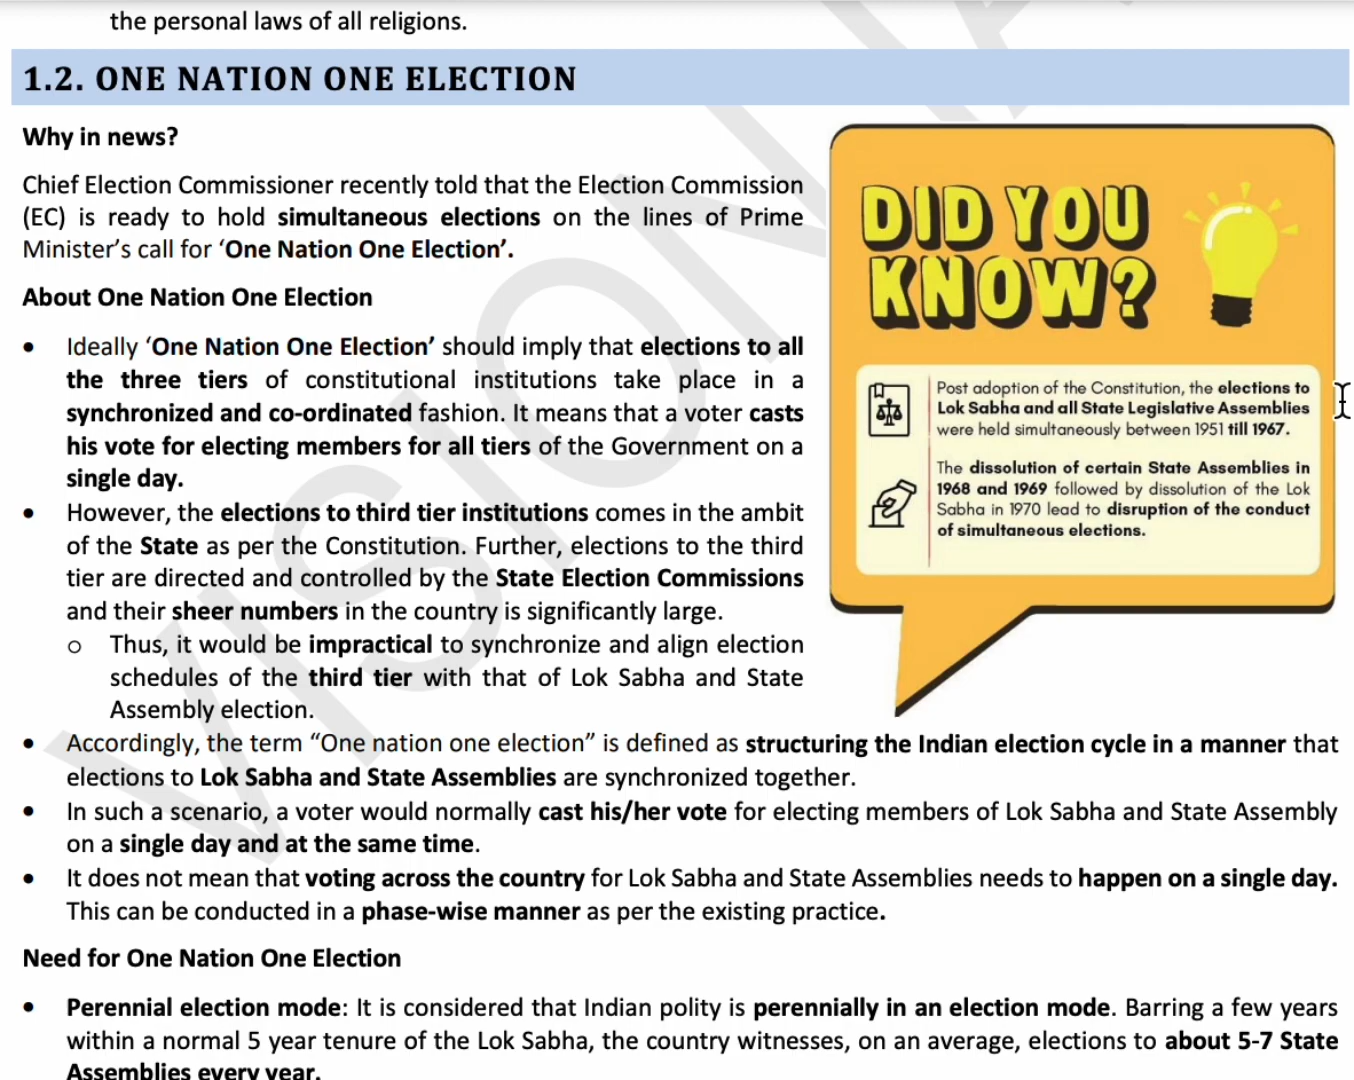 the personal laws of all religions.
1.2. ONE NATION ONE ELECTION
Why in news?
Chief Election Commissioner recently told that the Election Commission
(EC) is ready to hold simultaneous elections on the lines of Prime
Minister’s call for ‘One Nation One Election’.
About One Nation One Election
• Ideally ‘One Nation One Election’ should imply that elections to all
the three tiers of constitutional institutions take place in a
synchronized and co-ordinated fashion. It means that a voter casts
his vote for electing members for all tiers of the Government on a
single day.
• However, the elections to third tier institutions comes in the ambit
of the State as per the Constitution. Further, elections to the third
tier are directed and controlled by the State Election Commissions
and their sheer numbers in the country is significantly large.
o Thus, it would be impractical to synchronize and align election
schedules of the third tier with that of Lok Sabha and State
Assembly election.
DID YOU
KNOW?
Post adoption of the Constitution, the elections to
Lok Sabha and all State Legislative Assemblies
were held simultaneously between 1951 till 1967.
The dissolution of certain State Assemblies in
1968 and 1969 followed by dissolution of the Lok
Sabha in 1970 lead to disruption of the conduct
of simultaneous elections.
• Accordingly, the term “One nation one election” is defined as structuring the Indian election cycle in a manner that
elections to Lok Sabha and State Assemblies are synchronized together.
• In such a scenario, a voter would normally cast his/her vote for electing members of Lok Sabha and State Assembly
on a single day and at the same time.
• It does not mean that voting across the country for Lok Sabha and State Assemblies needs to happen on a single day.
This can be conducted in a phase-wise manner as per the existing practice.
Need for One Nation One Election
• Perennial election mode: It is considered that Indian polity is perennially in an election mode. Barring a few years
within a normal 5 year tenure of the Lok Sabha, the country witnesses, on an average, elections to about 5-7 State
Assemblies every year.
VISION